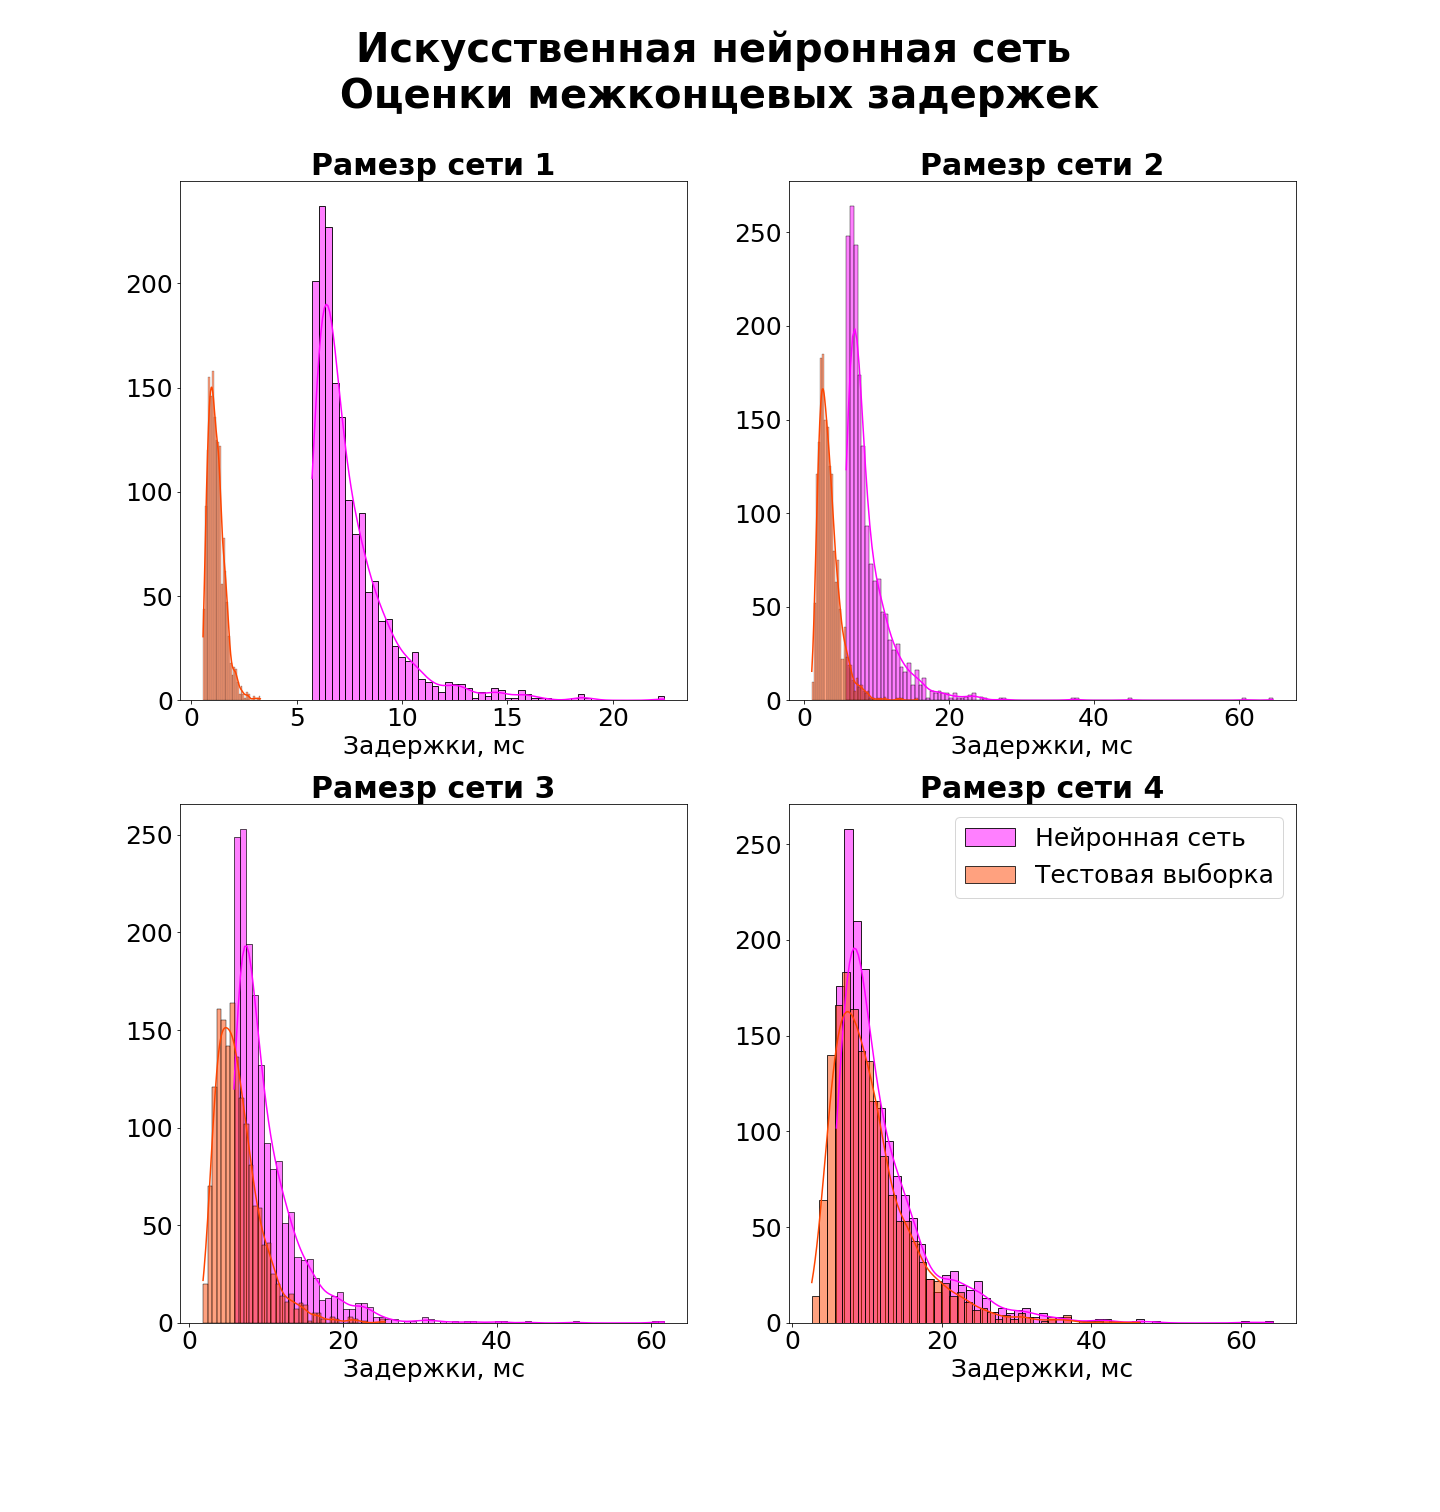 Искусственная нейронная сеть
Оценки межконцевых задержек
Рамезр сети 1
200
150
100
50
0
0 5 10 15 20
Задержки, мс
Рамезр сети 2
250
200
150
100
50
0
0 20 40 60
Задержки, мс
Рамезр сети 3
250
200
150
100
50
0
0 20 40 60
Задержки, мс
Рамезр сети 4
Нейронная сеть
Тестовая выборка
250
200
150
100
50
0
0 20 40 60
Задержки, мс